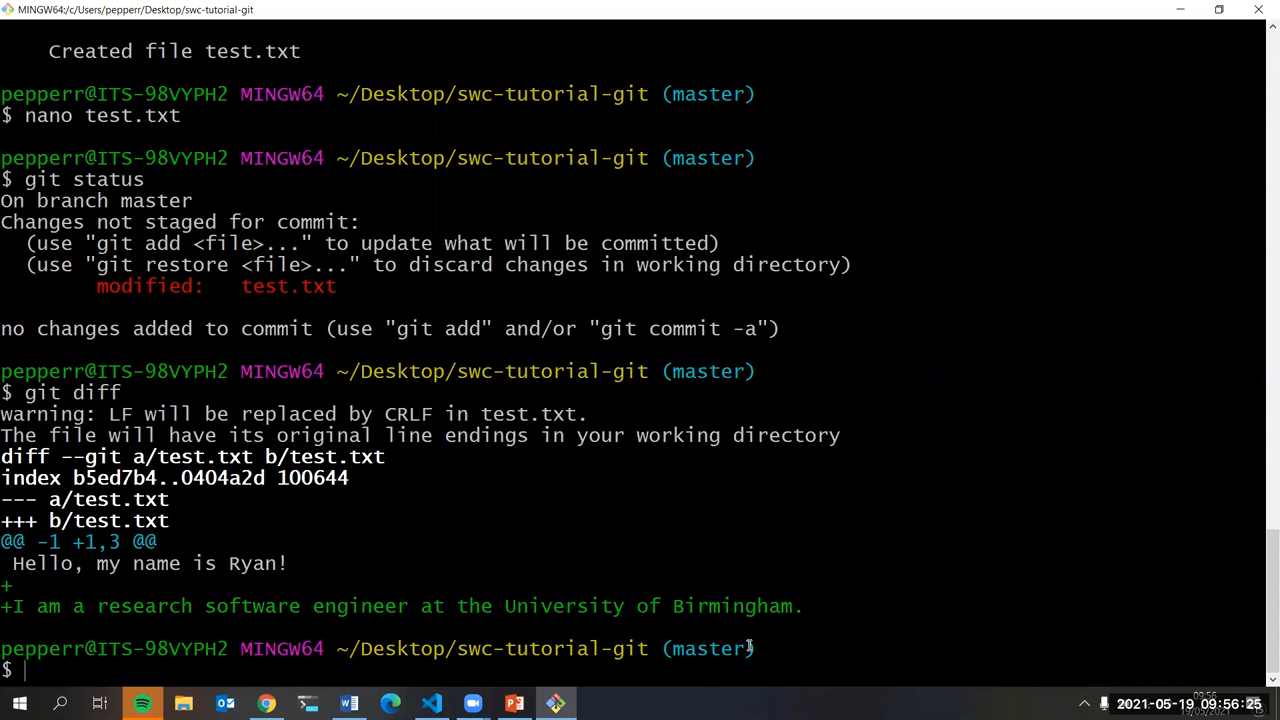 MINGW64:/c/Users/pepperr/Desktop/swc-tutorial-git
Created file test.txt
pepperr@ITS-98VYPH2 MINGW64 ~/Desktop/swc-tutorial-git (master)
$ nano test.txt
pepperr@ITS-98VYPH2 MINGW64 ~/Desktop/swc-tutorial-git (master)
$ git status
On branch master
Changes not staged for commit:
(use "git add <file>..." to update what will be committed)
(use "git restore <file>..." to discard changes in working directory)
modified: test.txt
no changes added to commit (use "git add" and/or "git commit -a")
pepperr@ITS-98VYPH2 MINGW64 ~/Desktop/swc-tutorial-git (master)
$ git diff
warning: LF will be replaced by CRLF in test.txt.
The file will have its original line endings in your working directory
diff --git a/test.txt b/test.txt
index b5ed7b4..0404a2d 100644
--- a/test.txt
+++ b/test.txt
@@ -1 +1,3 @@
Hello, my name is Ryan!
+
+I am a research software engineer at the University of Birmingham.
pepperr@ITS-98VYPH2 MINGW64 ~/Desktop/swc-tutorial-git (master)
$
09:56
2021-05-19 09:56:25